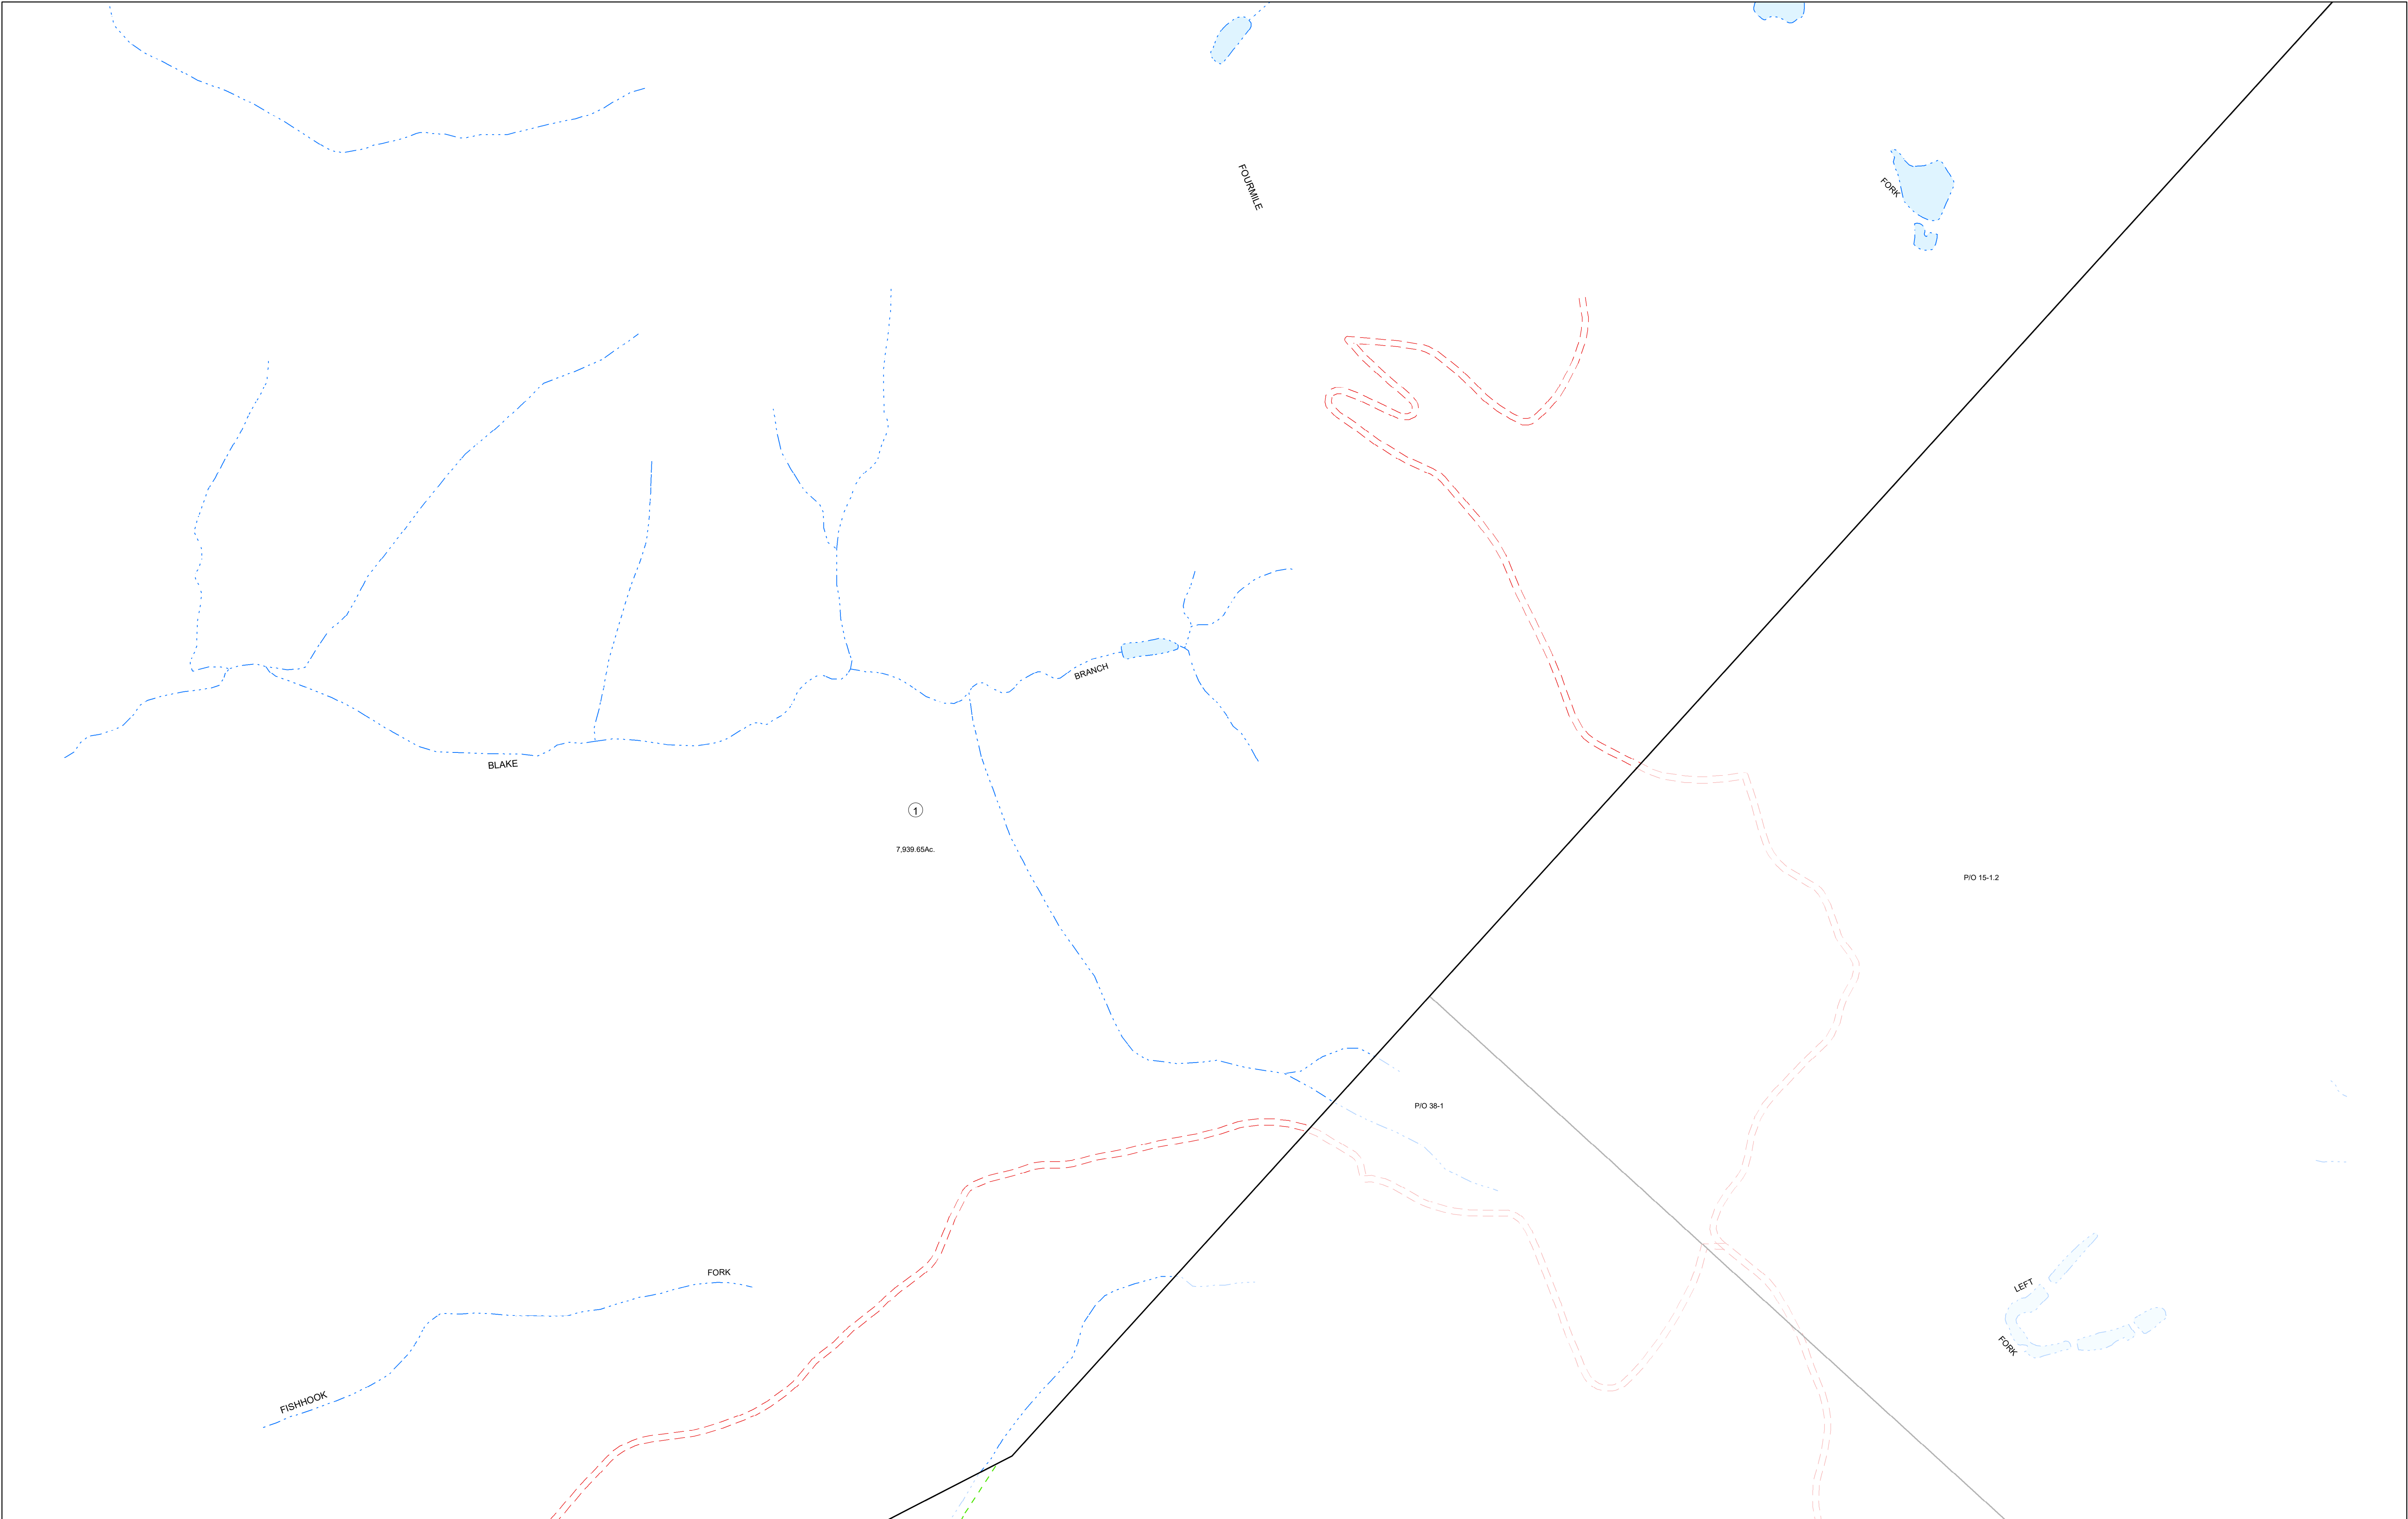 FOURMILE
FORK
BRANCH
BLAKE
1
7,939.65Ac.
P/O 15-1.2
P/O 38-1
FORK
LEFT
FORK
FISHHOOK